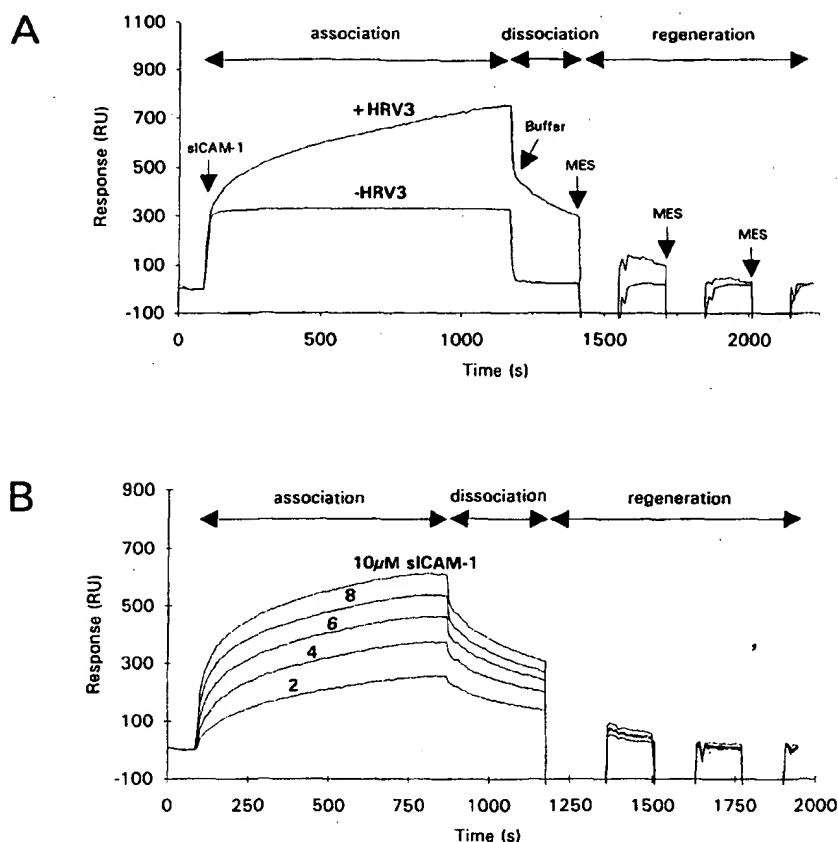 A
1100
900
700
500
300
100
-100
Response (RU)
association
dissociation
regeneration
+HRV3
-HRV3
sICAM-1
Buffer
MES
MES
MES
0
500
1000
1500
2000
Time (s)
B
900
700
500
300
100
-100
Response (RU)
association
dissociation
regeneration
10μM sICAM-1
8
6
4
2
0
250
500
750
1000
1250
1500
1750
2000
Time (s)